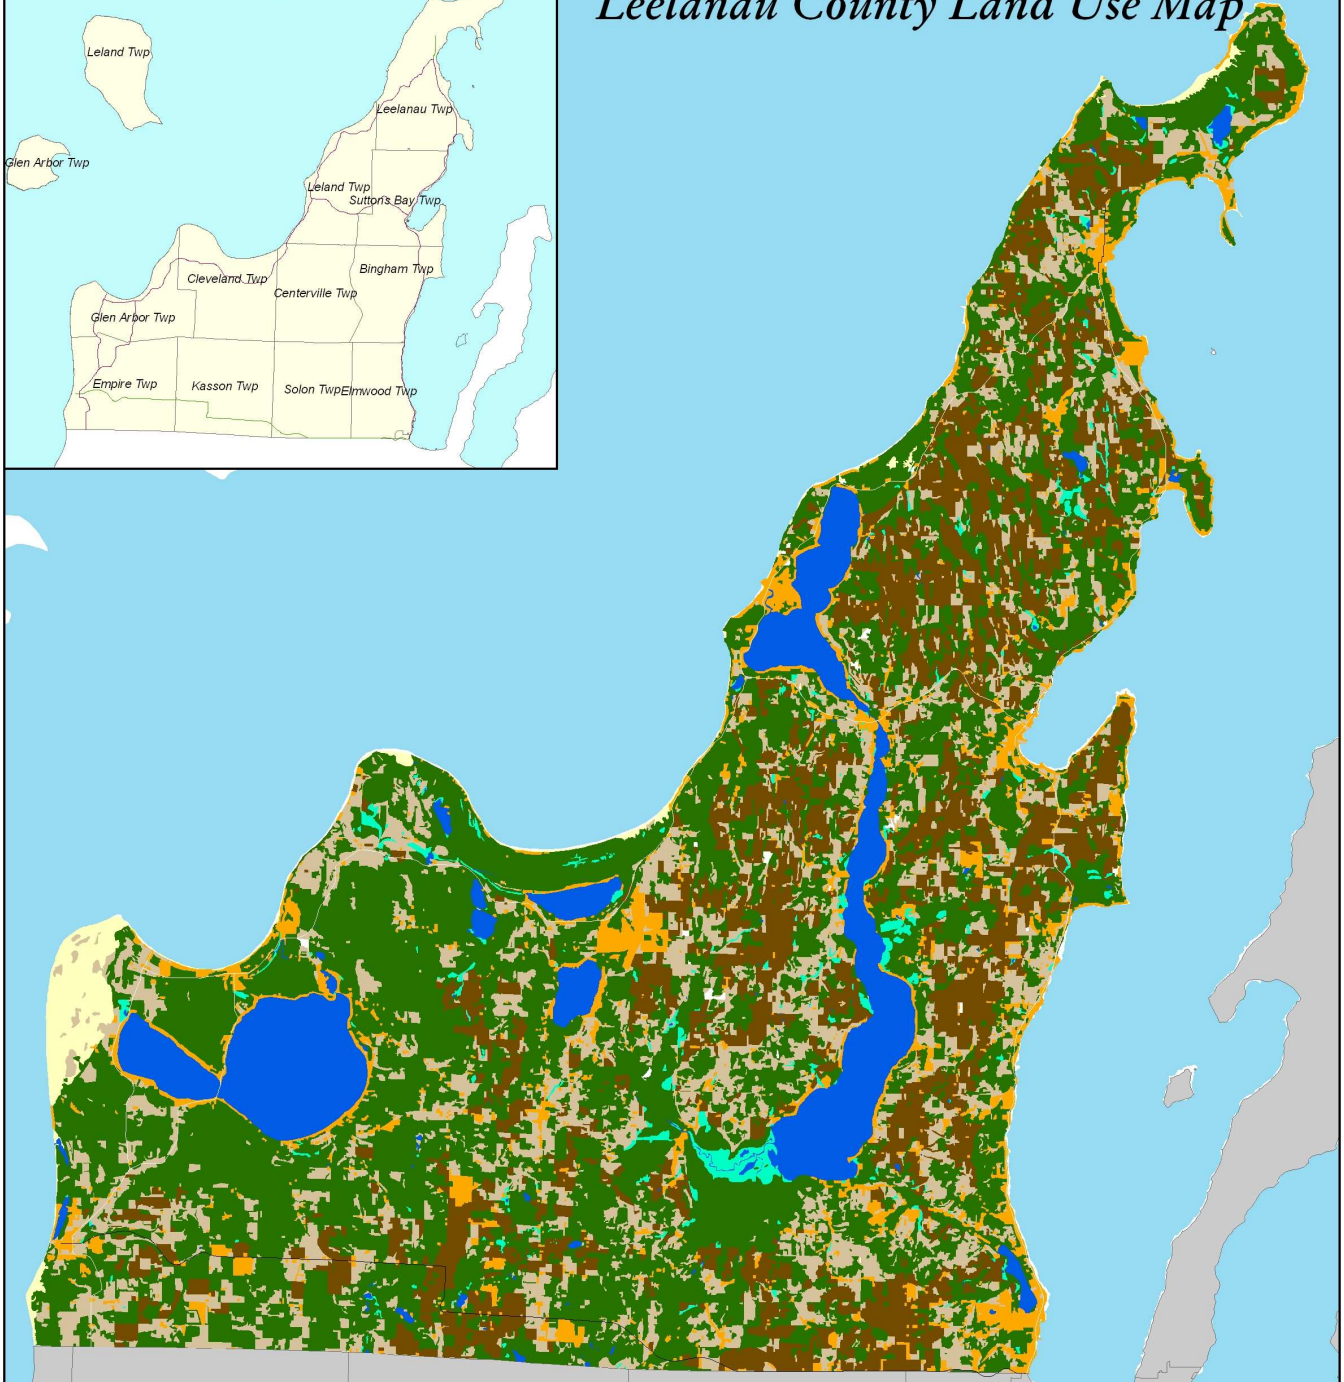 Leelanau County Land Use Map
Leland Twp
Leelanau Twp
Glen Arbor Twp
Leland Twp
Suttons Bay Twp
Bingham Twp
Cleveland Twp
Centerville Twp
Glen Arbor Twp
Empire Twp
Kasson Twp
Solon Twp
Elmwood Twp